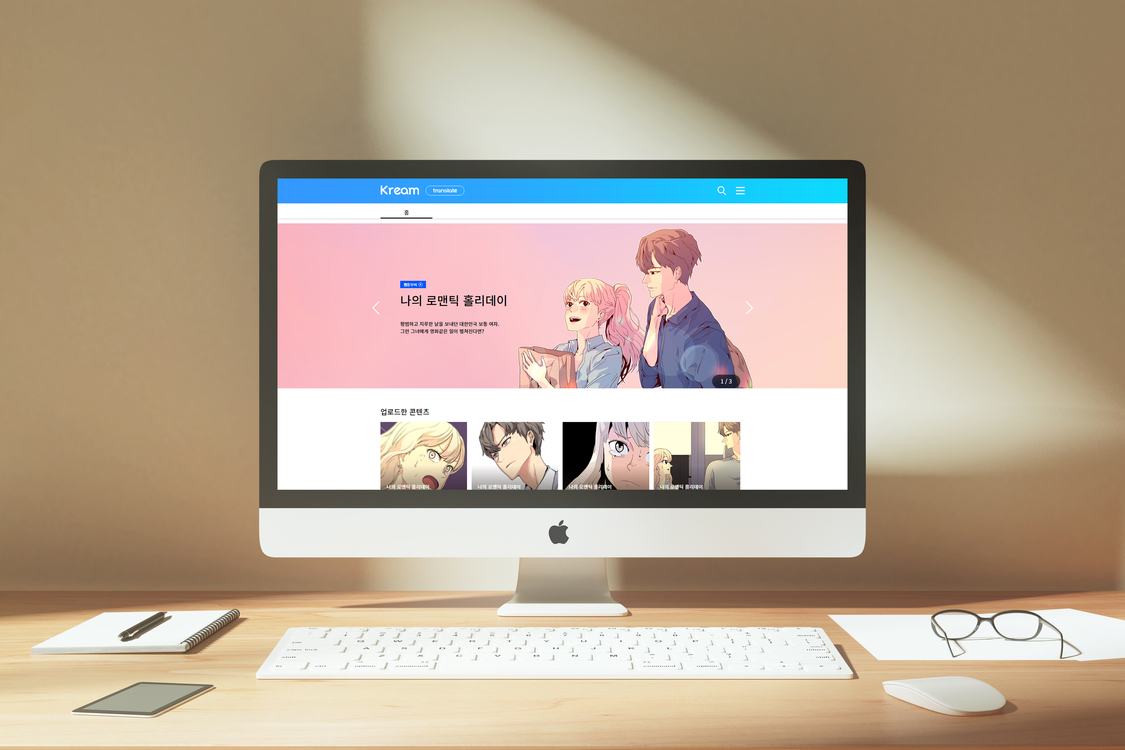 Kream translate
홈
웹툰무비
나의 로맨틱 홀리데이
평범하고 지루한 날을 보내던 대한민국 보통 여자.
그런 그녀에게 영화같은 일이 펼쳐진다면?
1 / 3
업로드한 콘텐츠
나의 로맨틱 홀리데이
나의 로맨틱 홀리데이
나의 로맨틱 홀리데이
나의 로맨틱 홀리데이